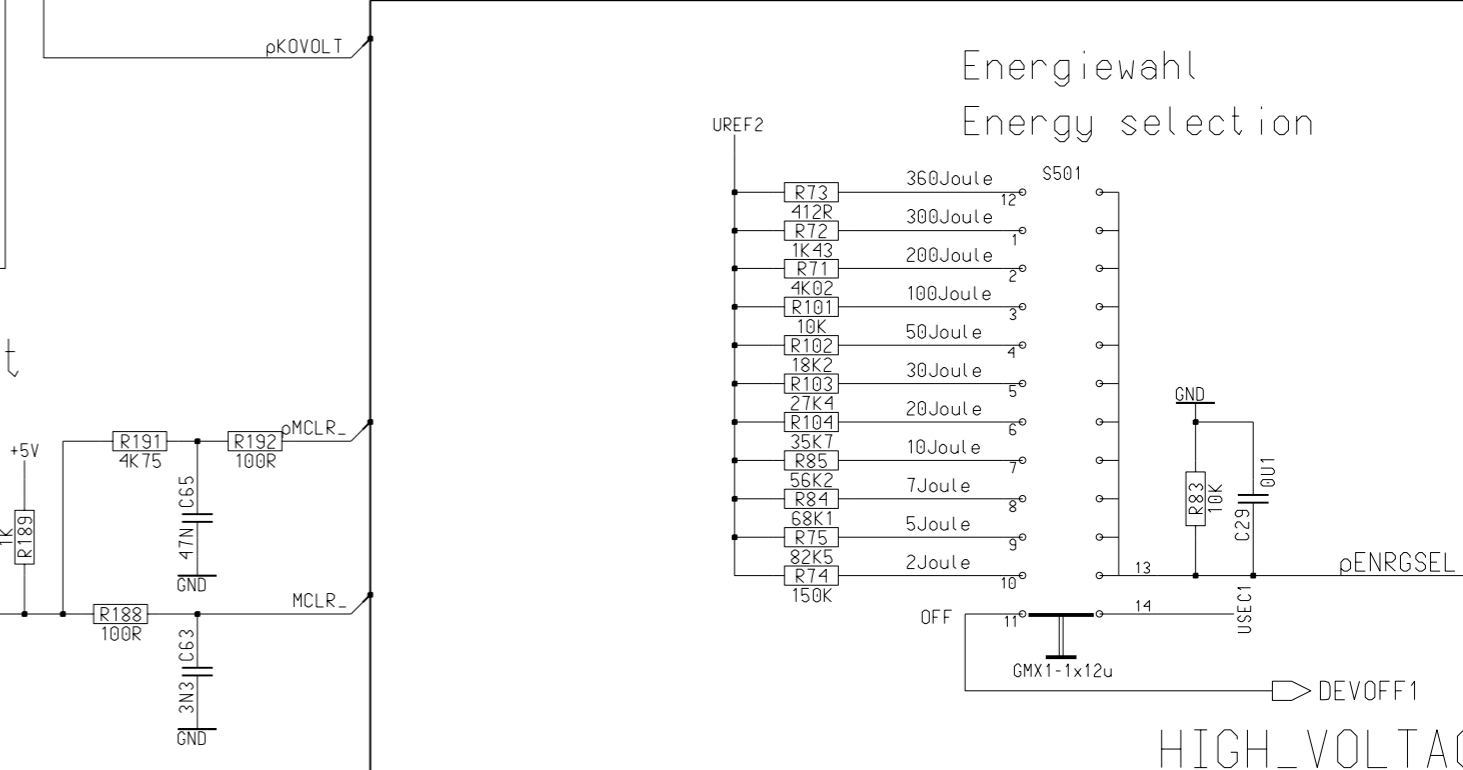 pKOVOLT
Energiewahl
Energy selection
UREF2
S501
R73
360Joule
12
412R
R72
300Joule
1
1K43
R71
200Joule
2
4K02
R101
100Joule
3
10K
R102
50Joule
4
18K2
R103
30Joule
5
27K4
R104
20Joule
6
35K7
R85
10Joule
7
56K2
R84
7Joule
8
68K1
R75
5Joule
9
82K5
R74
2Joule
10
150K
GND
R83
10K
C29
0U1
13
pENRGSEL
OFF
11
14
USEC1
GMX1-1x12u
DEVOFF1
HIGH_VOLTAG
t
+5V
1K
R189
R191
4K75
R192
100R
pMCLR_
C65
47N
GND
R188
100R
MCLR_
C63
3N3
GND